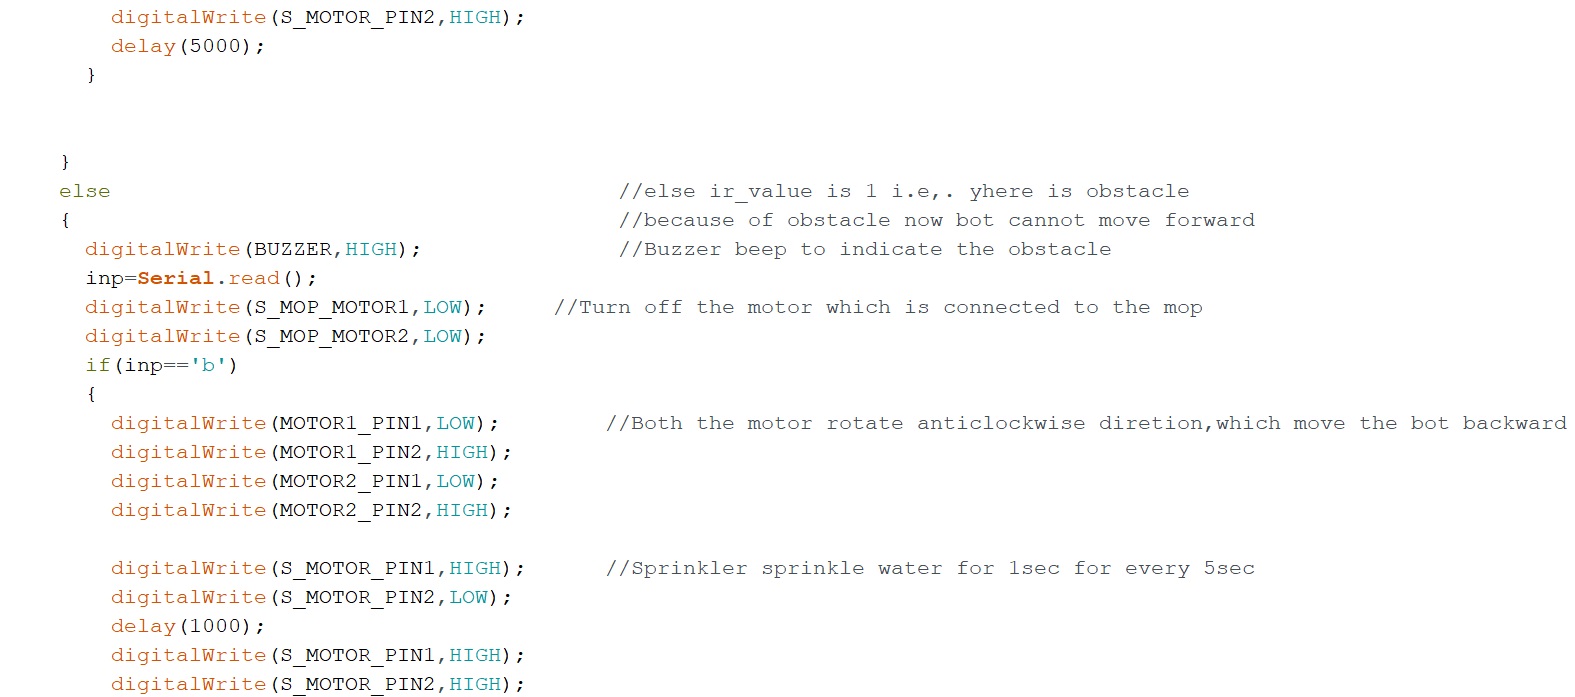 digitalWrite(S_MOTOR_PIN2,HIGH);
delay(5000);
}
}
else //else ir_value is 1 i.e,. yhere is obstacle
{ //because of obstacle now bot cannot move forward
digitalWrite(BUZZER,HIGH); //Buzzer beep to indicate the obstacle
inp=Serial.read();
digitalWrite(S_MOP_MOTOR1,LOW); //Turn off the motor which is connected to the mop
digitalWrite(S_MOP_MOTOR2,LOW);
if(inp=='b')
{
digitalWrite(MOTOR1_PIN1,LOW); //Both the motor rotate anticlockwise diretion,which move the bot backward
digitalWrite(MOTOR1_PIN2,HIGH);
digitalWrite(MOTOR2_PIN1,LOW);
digitalWrite(MOTOR2_PIN2,HIGH);
digitalWrite(S_MOTOR_PIN1,HIGH); //Sprinkler sprinkle water for 1sec for every 5sec
digitalWrite(S_MOTOR_PIN2,LOW);
delay(1000);
digitalWrite(S_MOTOR_PIN1,HIGH);
digitalWrite(S_MOTOR_PIN2,HIGH);